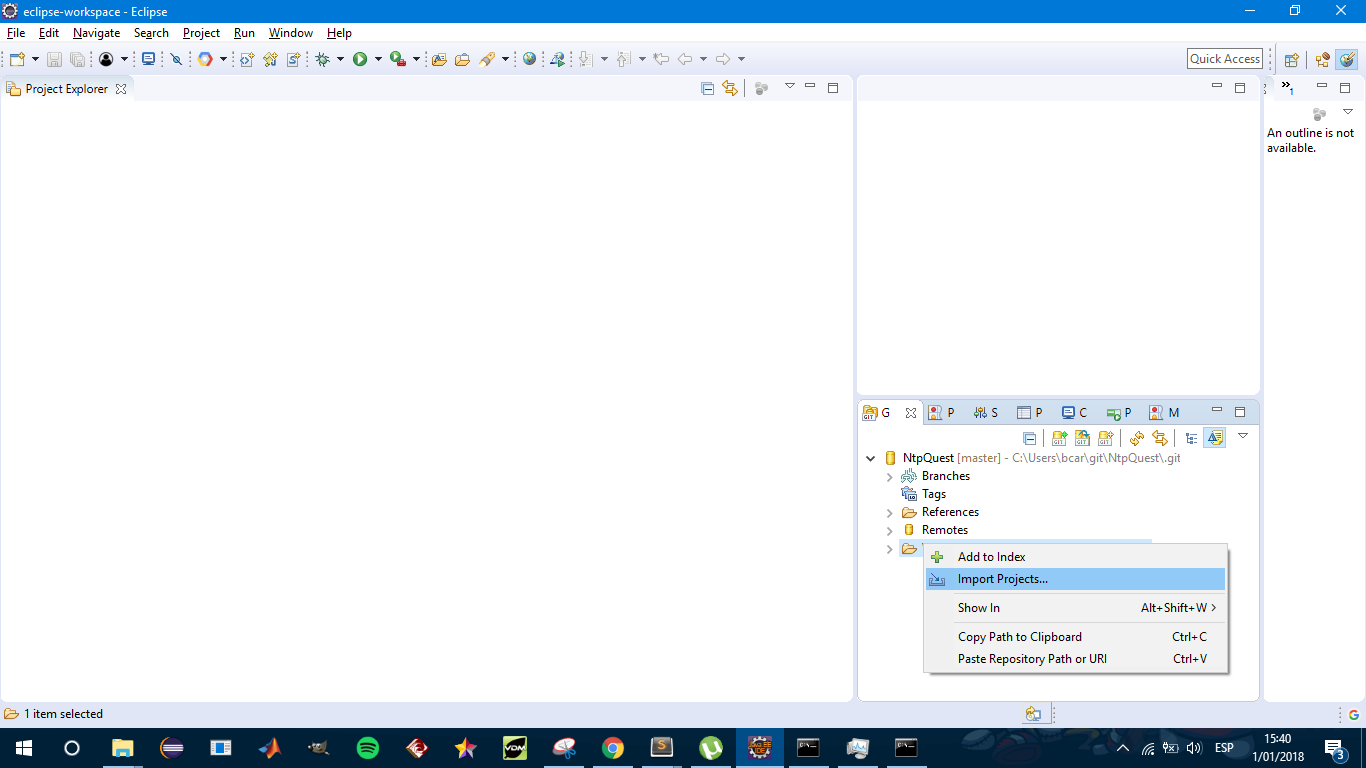 eclipse-workspace - Eclipse
File Edit Navigate Search Project Run Window Help
Quick Access
Project Explorer
1
An outline is not
available.
G P S P C P M
NtpQuest [master] - C:\Users\bcar\git\NtpQuest\.git
Branches
Tags
References
Remotes
Add to Index
Import Projects...
Show In Alt+Shift+W
Copy Path to Clipboard Ctrl+C
Paste Repository Path or URI Ctrl+V
1 item selected
VDM
ESP
15:40
1/01/2018
3